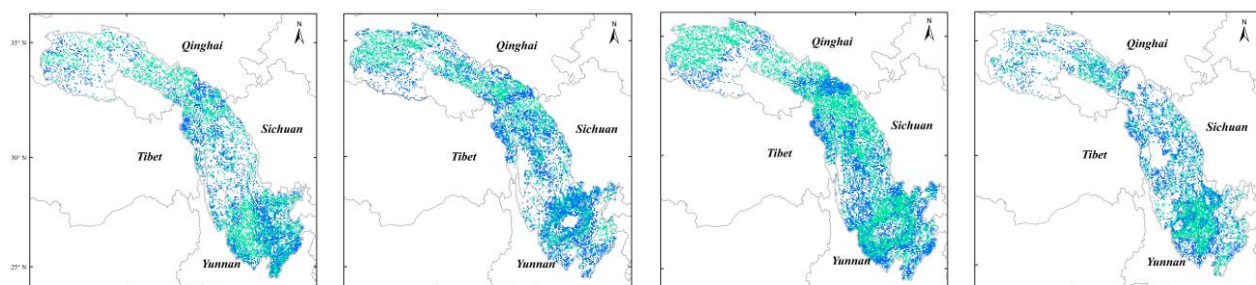 N
35° N
Qinghai
Sichuan
30° N
Tibet
Yunnan
25° N
N
Qinghai
Sichuan
Tibet
Yunnan
N
Qinghai
Sichuan
Tibet
Yunnan
N
Qinghai
Sichuan
Tibet
Yunnan